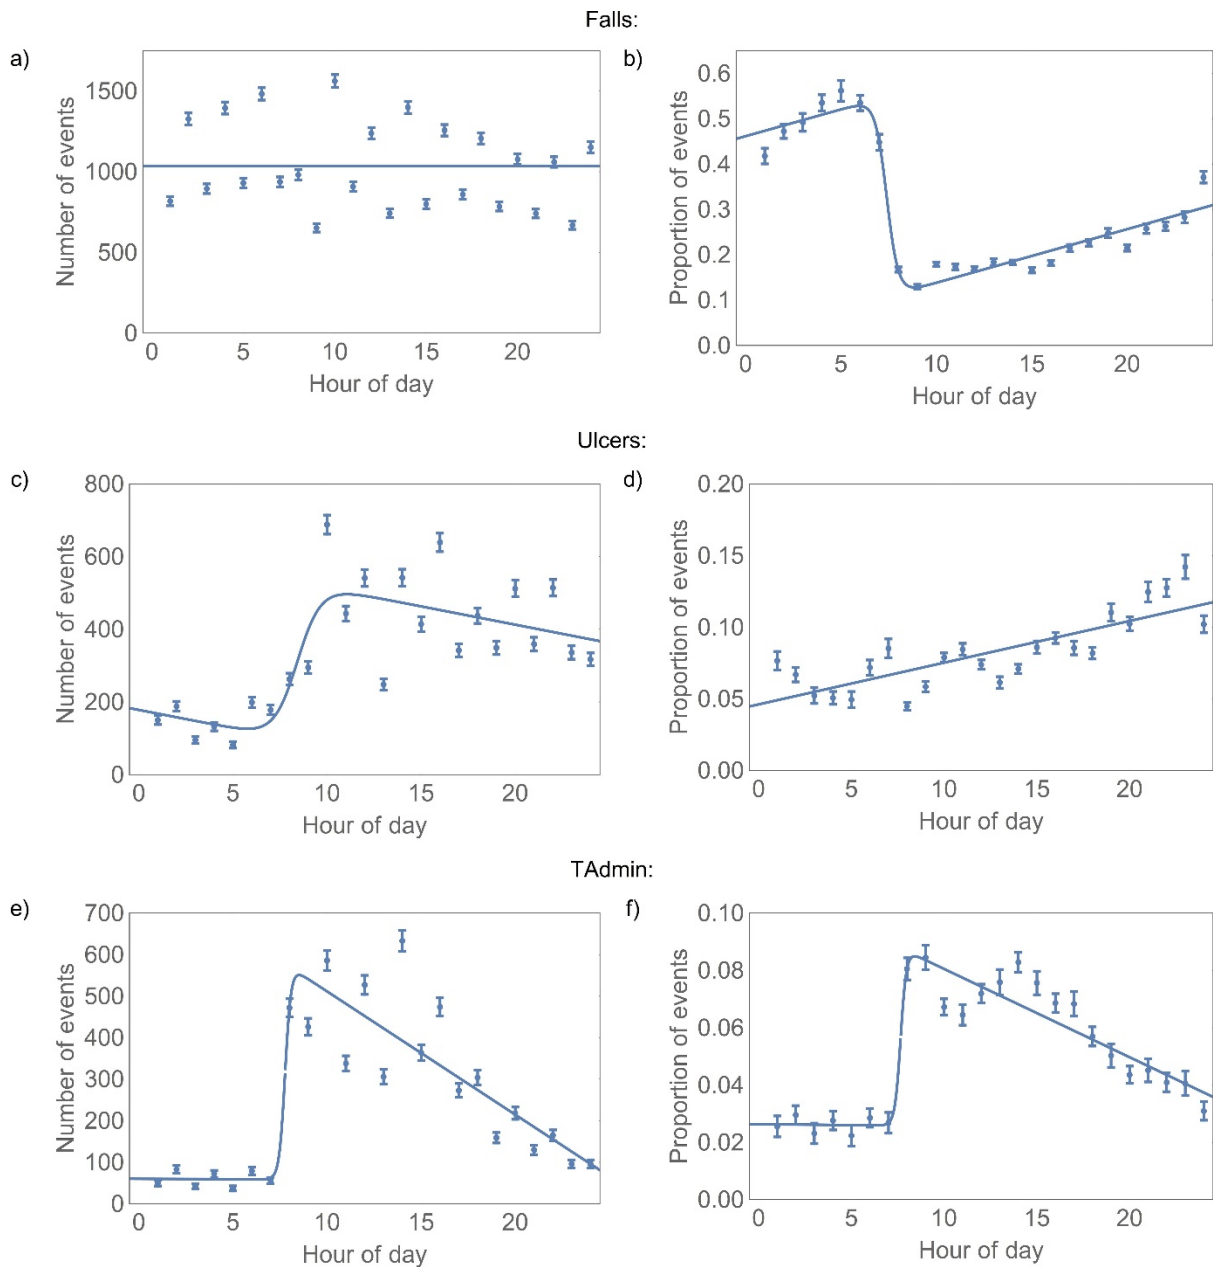 Falls:
a)
Number of events
1500
1000
500
0
0 5 10 15 20
Hour of day
b)
Proportion of events
0.6
0.5
0.4
0.3
0.2
0.1
0.0
0 5 10 15 20
Hour of day
Ulcers:
c)
Number of events
800
600
400
200
0
0 5 10 15 20
Hour of day
d)
Proportion of events
0.20
0.15
0.10
0.05
0.00
0 5 10 15 20
Hour of day
TAdmin:
e)
Number of events
700
600
500
400
300
200
100
0
0 5 10 15 20
Hour of day
f)
Proportion of events
0.10
0.08
0.06
0.04
0.02
0.00
0 5 10 15 20
Hour of day